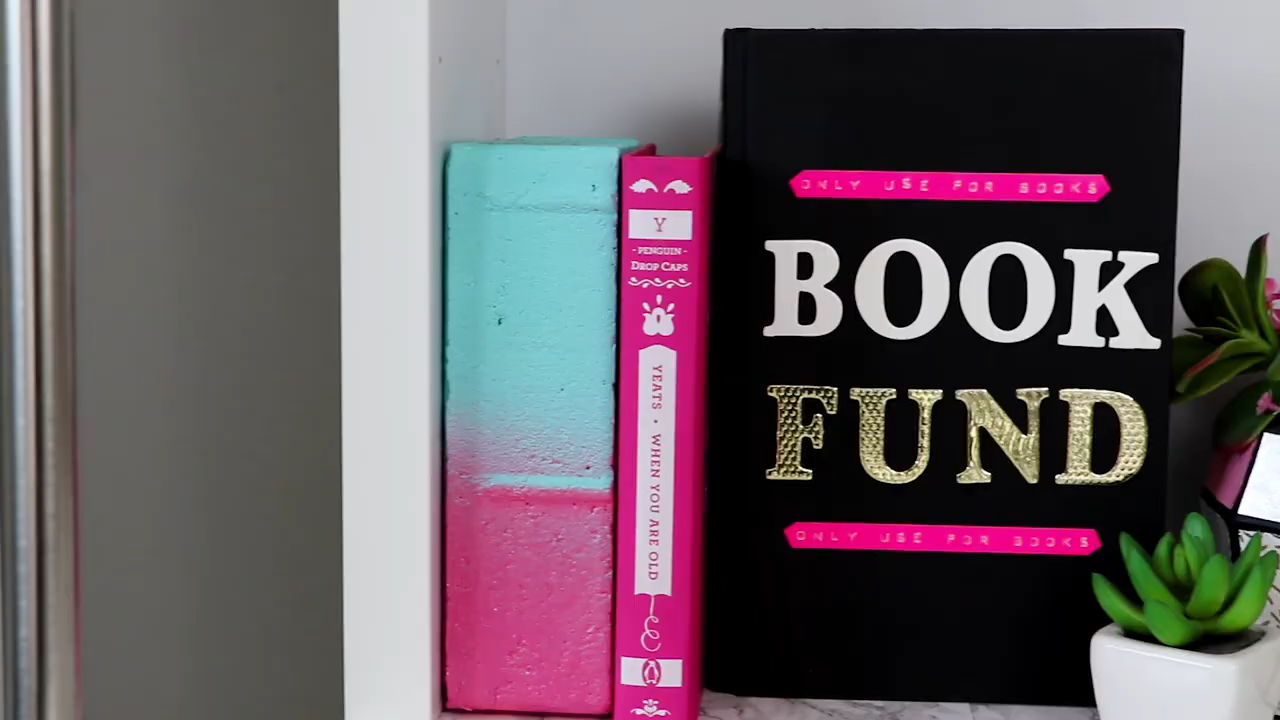 Y
- PENGUIN -
DROP CAPS
YEATS • WHEN YOU ARE OLD
ONLY USE FOR BOOKS
BOOK
FUND
ONLY USE FOR BOOKS